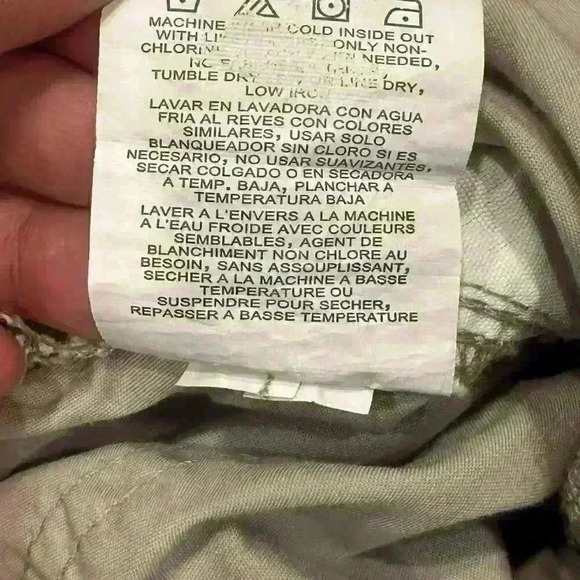 MACHINE COLD INSIDE OUT
WITH ONLY NON-
NEEDED,
TUMBLE DRY DRY,
LOW IRON
LAVAR EN LAVADORA CON AGUA
FRIA AL REVES CON COLORES
SIMILARES, USAR SOLO
BLANQUEADOR SIN CLORO SI ES
NECESARIO, NO USAR SUAVIZANTES,
SECAR COLGADO O EN SECADORA
A TEMP. BAJA, PLANCHAR A
TEMPERATURA BAJA
LAVER A L'ENVERS A LA MACHINE
A L'EAU FROIDE AVEC COULEURS
SEMBLABLES, AGENT DE
BLANCHIMENT NON CHLORE AU
BESOIN, SANS ASSOUPLISSANT,
SECHER A LA MACHINE A BASSE
TEMPERATURE OU
SUSPENDRE POUR SECHER,
REPASSER A BASSE TEMPERATURE